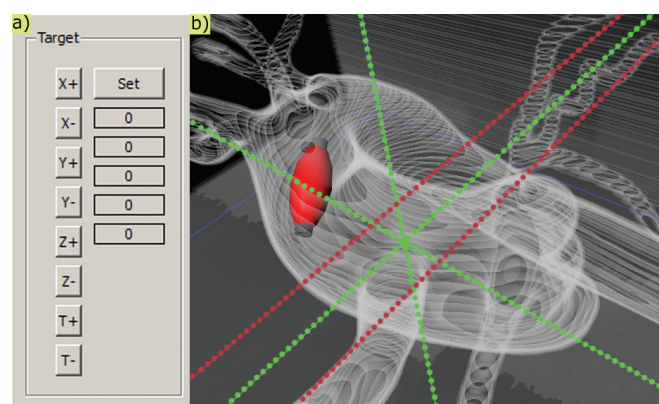 a)
b)
Target
X+
Set
X-
0
Y+
0
Y-
0
Z+
0
0
Z-
T+
T-